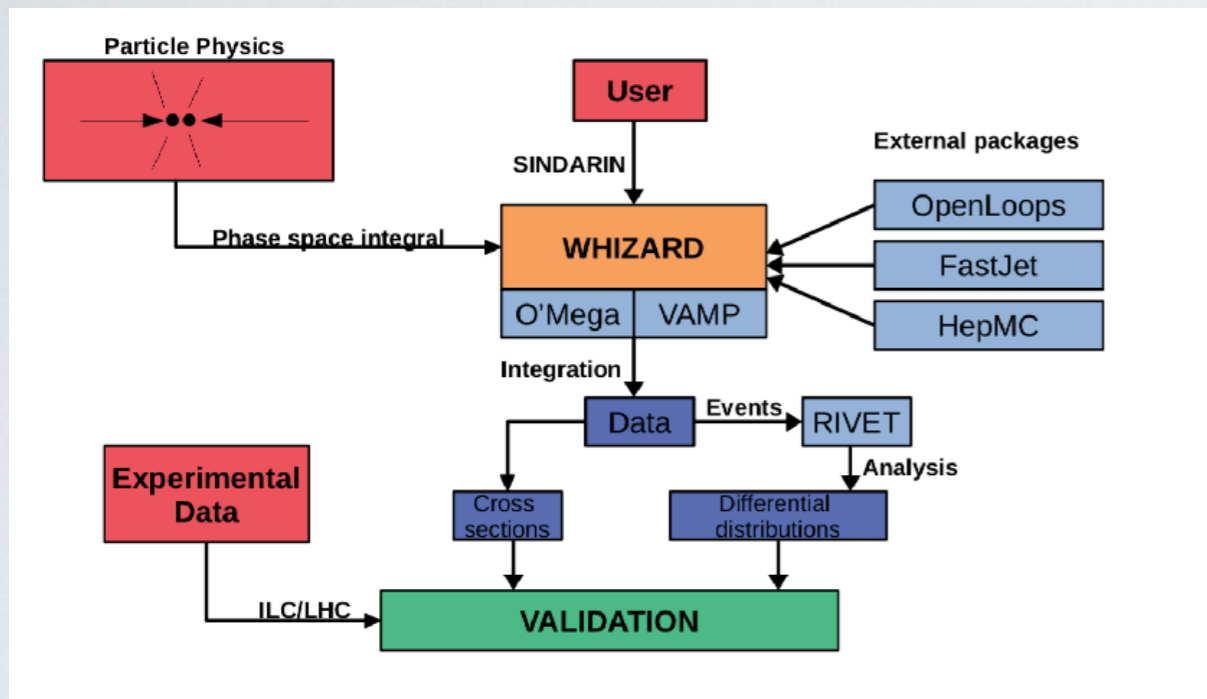 Particle Physics
User
SINDARIN
External packages
OpenLoops
Phase space integral
WHIZARD
FastJet
O'Mega
VAMP
HepMC
Integration
Data
Events
RIVET
Analysis
Experimental
Data
Cross
sections
Differential
distributions
ILC/LHC
VALIDATION